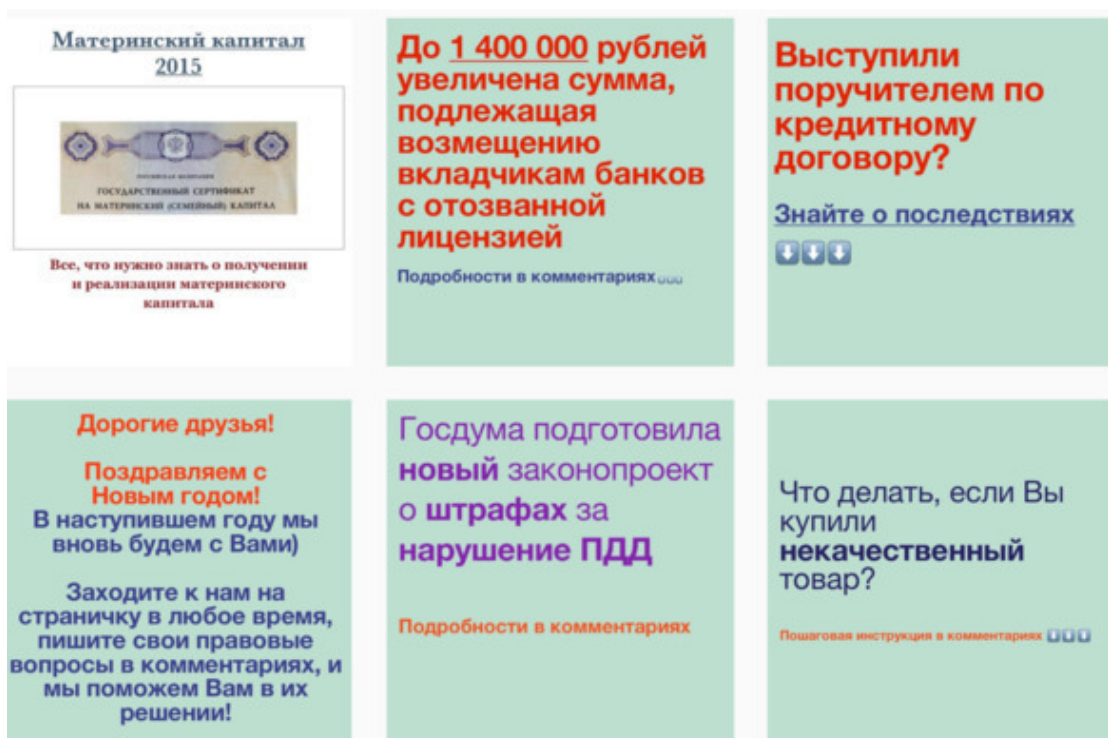 Материнский капитал
2015
РОССИЙСКАЯ ФЕДЕРАЦИЯ
ГОСУДАРСТВЕННЫЙ СЕРТИФИКАТ
НА МАТЕРИНСКИЙ (СЕМЕЙНЫЙ) КАПИТАЛ
Все, что нужно знать о получении
и реализации материнского
капитала
До 1 400 000 рублей
увеличена сумма,
подлежащая
возмещению
вкладчикам банков
с отозванной
лицензией
Подробности в комментариях
Выступили
поручителем по
кредитному
договору?
Знайте о последствиях
Дорогие друзья!
Поздравляем с
Новым годом!
В наступившем году мы
вновь будем с Вами)
Заходите к нам на
страничку в любое время,
пишите свои правовые
вопросы в комментариях, и
мы поможем Вам в их
решении!
Госдума подготовила
новый законопроект
о штрафах за
нарушение ПДД
Подробности в комментариях
Что делать, если Вы
купили
некачественный
товар?
Пошаговая инструкция в комментариях